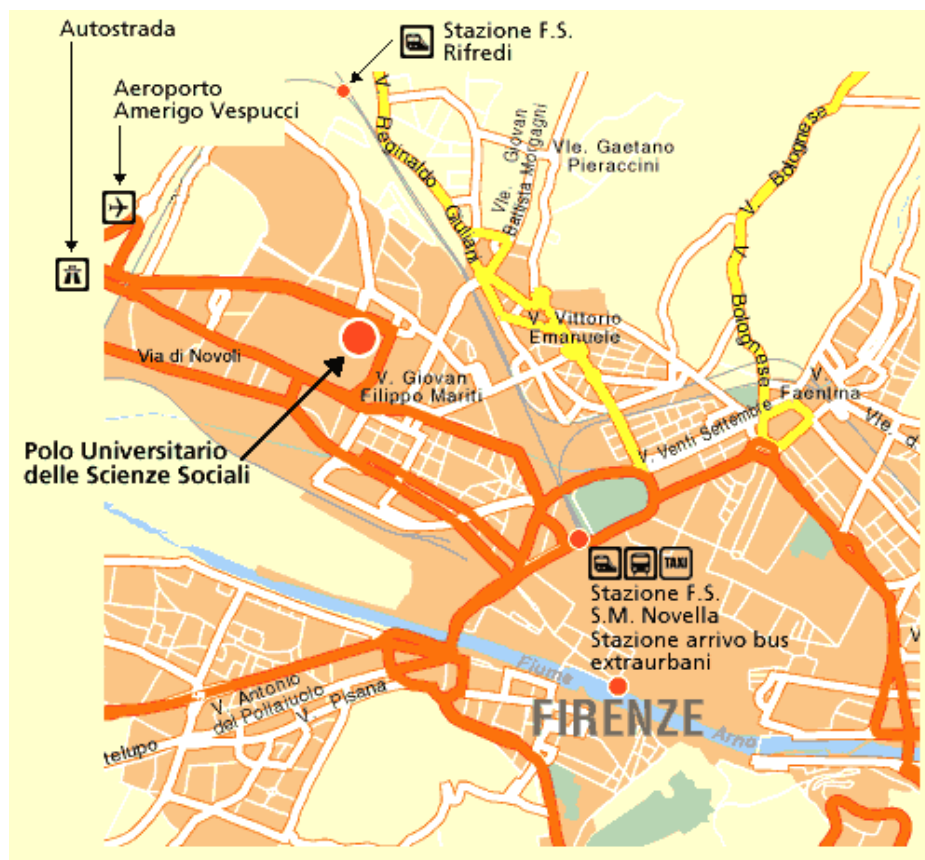 Autostrada
Stazione F.S.
Rifredi
Aeroporto
Amerigo Vespucci
V. Reginaldo Giuliani
Vle. Giovan
Battista Morgagni
Vle. Gaetano
Pieraccini
V. Bolognese
V. Bolognese
V. Vittorio
Emanuele
Via di Novoli
V. Giovan
Filippo Mariti
V.
Faentina
Vle. d.
V. Venti Settembre
Polo Universitario
delle Scienze Sociali
TAXI
Stazione F.S.
S.M. Novella
Stazione arrivo bus
extraurbani
V
Fiume
V. Antonio
del Pollaiuolo
V. Pisana
FIRENZE
Arno
telupo